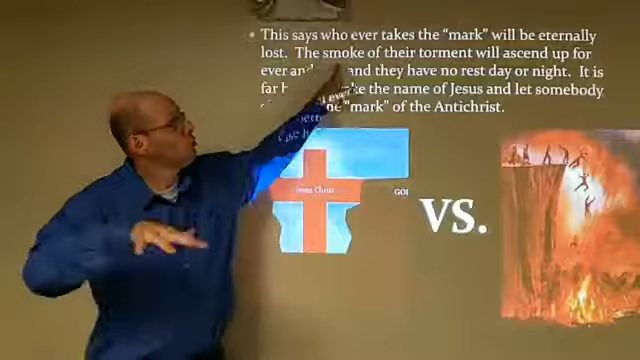 • This says who ever takes the “mark” will be eternally
lost. The smoke of their torment will ascend up for
ever and they have no rest day or night. It is
far the name of Jesus and let somebody
“mark” of the Antichrist.
Jesus Christ
GOD
VS.